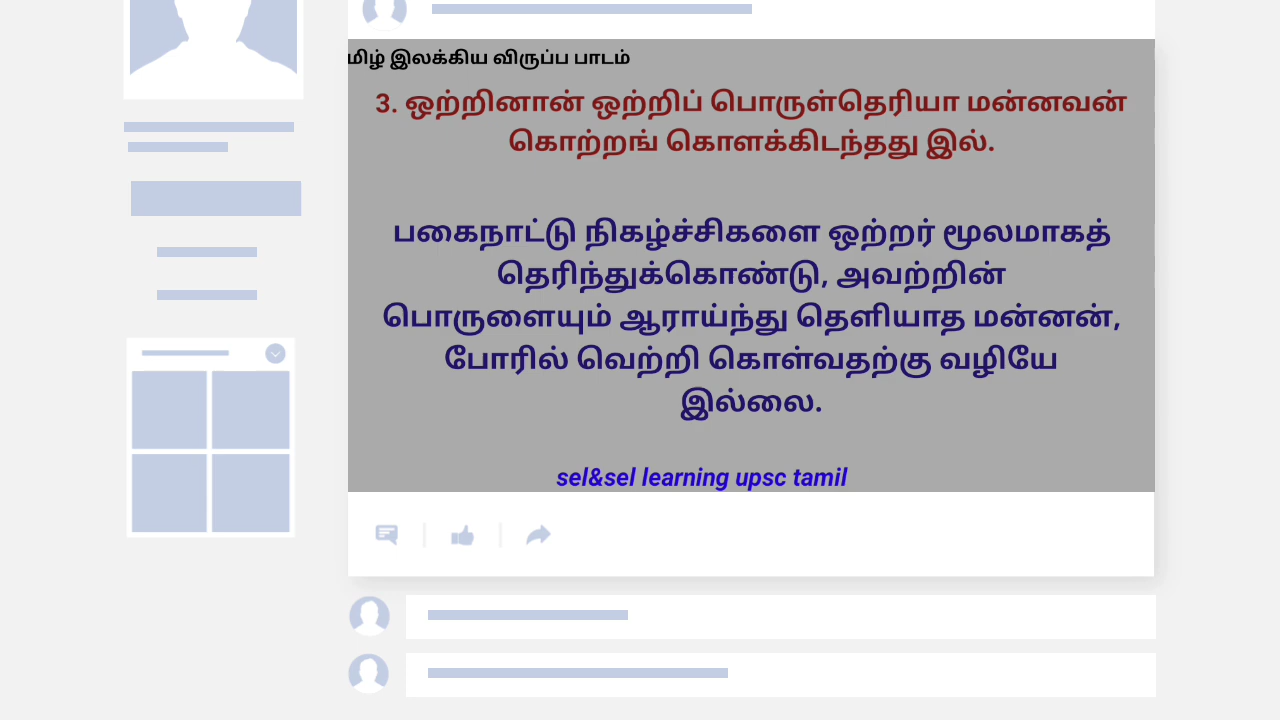 மிழ் இலக்கிய விருப்ப பாடம்
3. ஒற்றினான் ஒற்றிப் பொருள்தெரியா மன்னவன்
கொற்றங் கொளக்கிடந்தது இல்.
பகைநாட்டு நிகழ்ச்சிகளை ஒற்றர் மூலமாகத்
தெரிந்துக்கொண்டு, அவற்றின்
பொருளையும் ஆராய்ந்து தெளியாத மன்னன்,
போரில் வெற்றி கொள்வதற்கு வழியே
இல்லை.
sel&sel learning upsc tamil